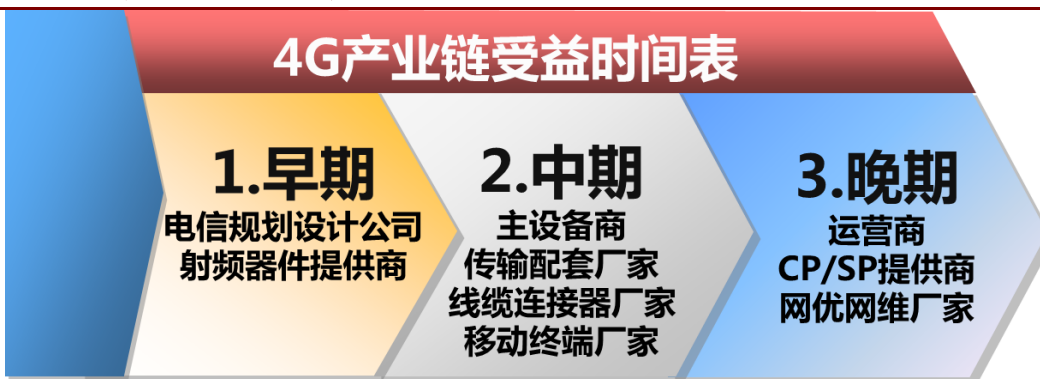 4G产业链受益时间表
1.早期
电信规划设计公司
射频器件提供商
2.中期
主设备商
传输配套厂家
线缆连接器厂家
移动终端厂家
3.晚期
运营商
CP/SP提供商
网优网维厂家